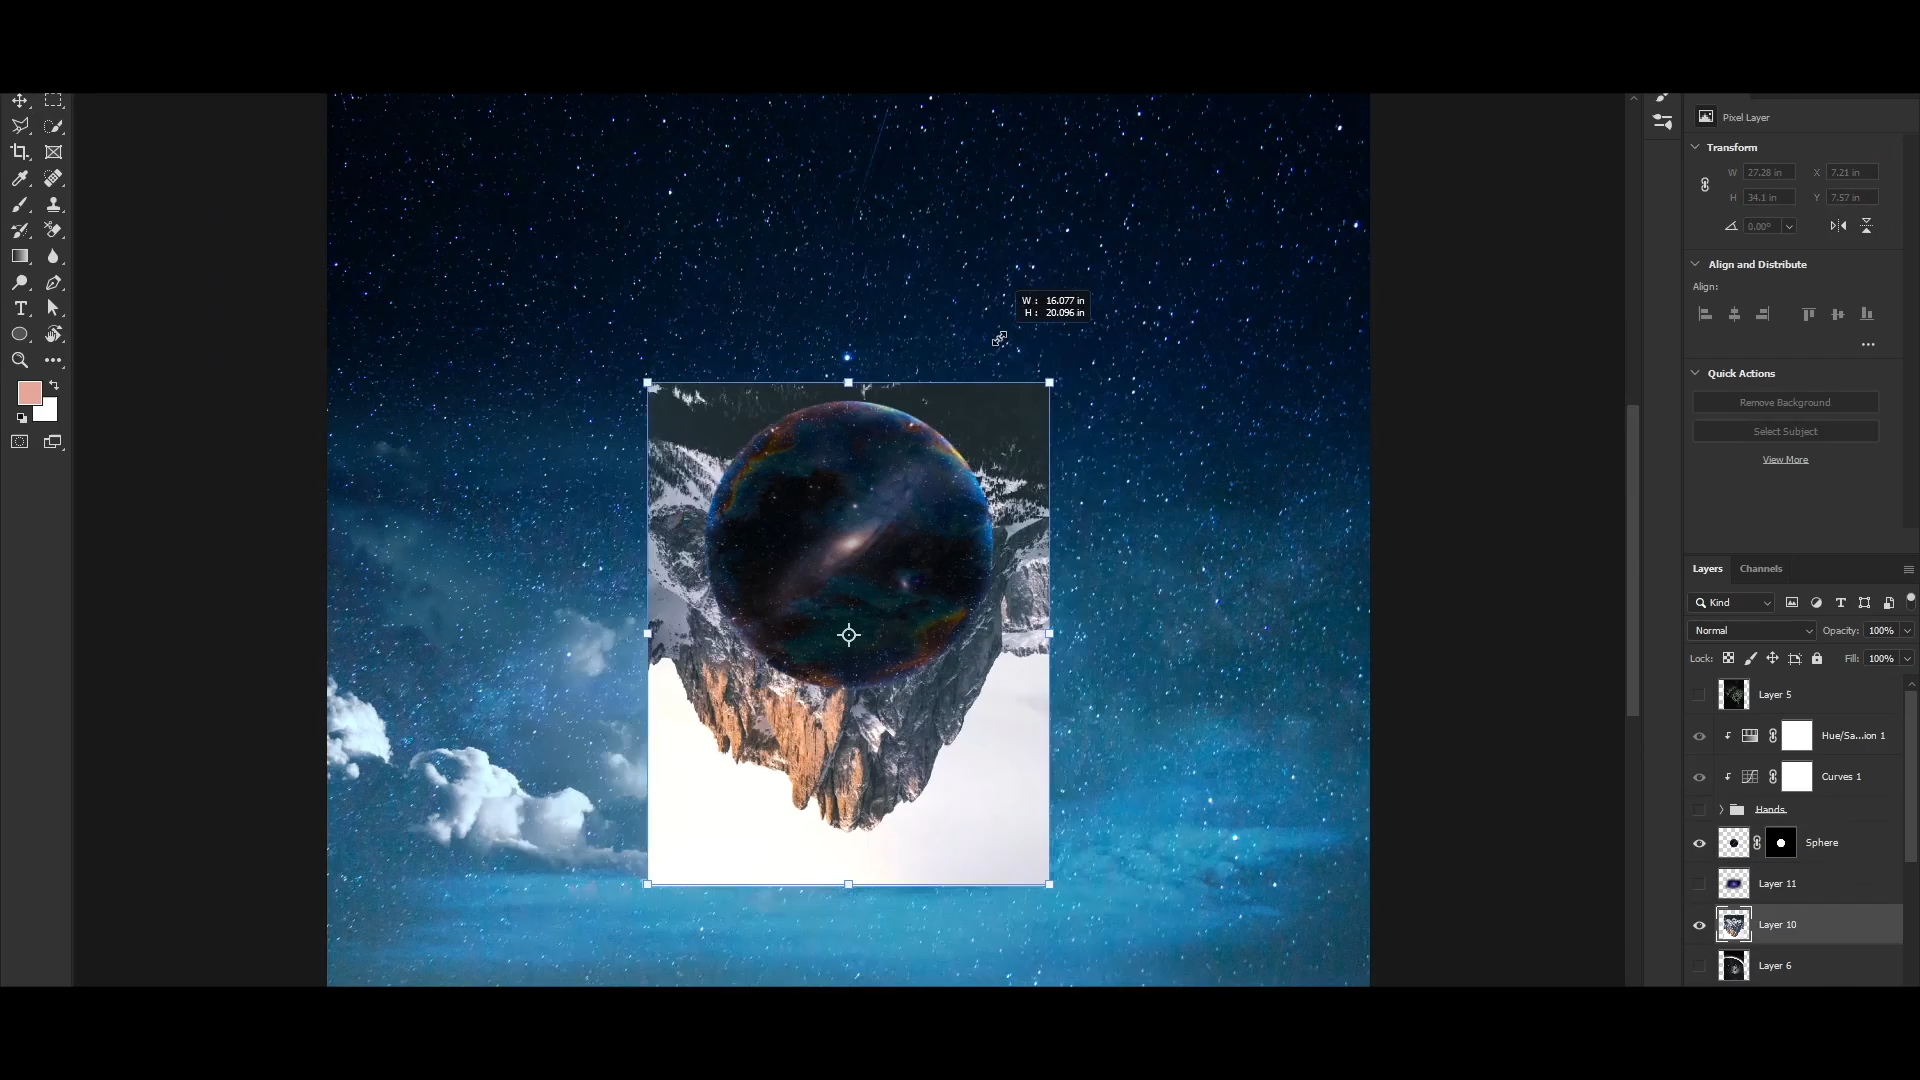 Pixel Layer
Transform
W 27.28 in X 7.21 in
H 34.1 in Y 7.57 in
0.00°
Align and Distribute
Align:
W : 16.077 in
H : 20.096 in
Quick Actions
Remove Background
Select Subject
View More
Layers Channels
Kind
Normal Opacity: 100%
Lock: Fill: 100%
Layer 5
Hue/Sa...ion 1
Curves 1
Hands
Sphere
Layer 11
Layer 10
Layer 6